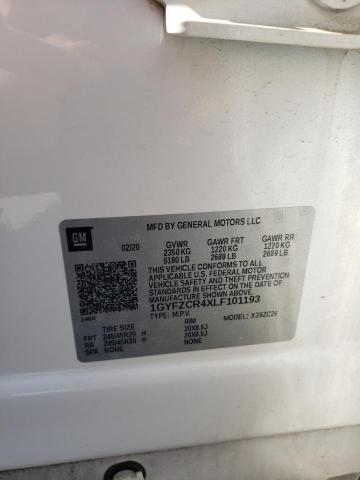 MFD BY GENERAL MOTORS LLC
GM
02/20 GVWR GAWR FRT GAWR RR
2350 KG 1220 KG 1220 KG
5180 LB 2689 LB 2689 LB
THIS VEHICLE CONFORMS TO ALL
APPLICABLE U.S. FEDERAL MOTOR
VEHICLE SAFETY, BUMPER, AND THEFT
PREVENTION STANDARDS IN EFFECT ON
THE DATE OF MANUFACTURE SHOWN ABOVE.
1GYFZCR4XLF101193
TYPE: M.P.V. MODEL: X36ZC26
TIRE SIZE RIM
FRT 245/45R20 H 20X8.5J
RR 245/45R20 H 20X8.5J
SPA NONE NONE